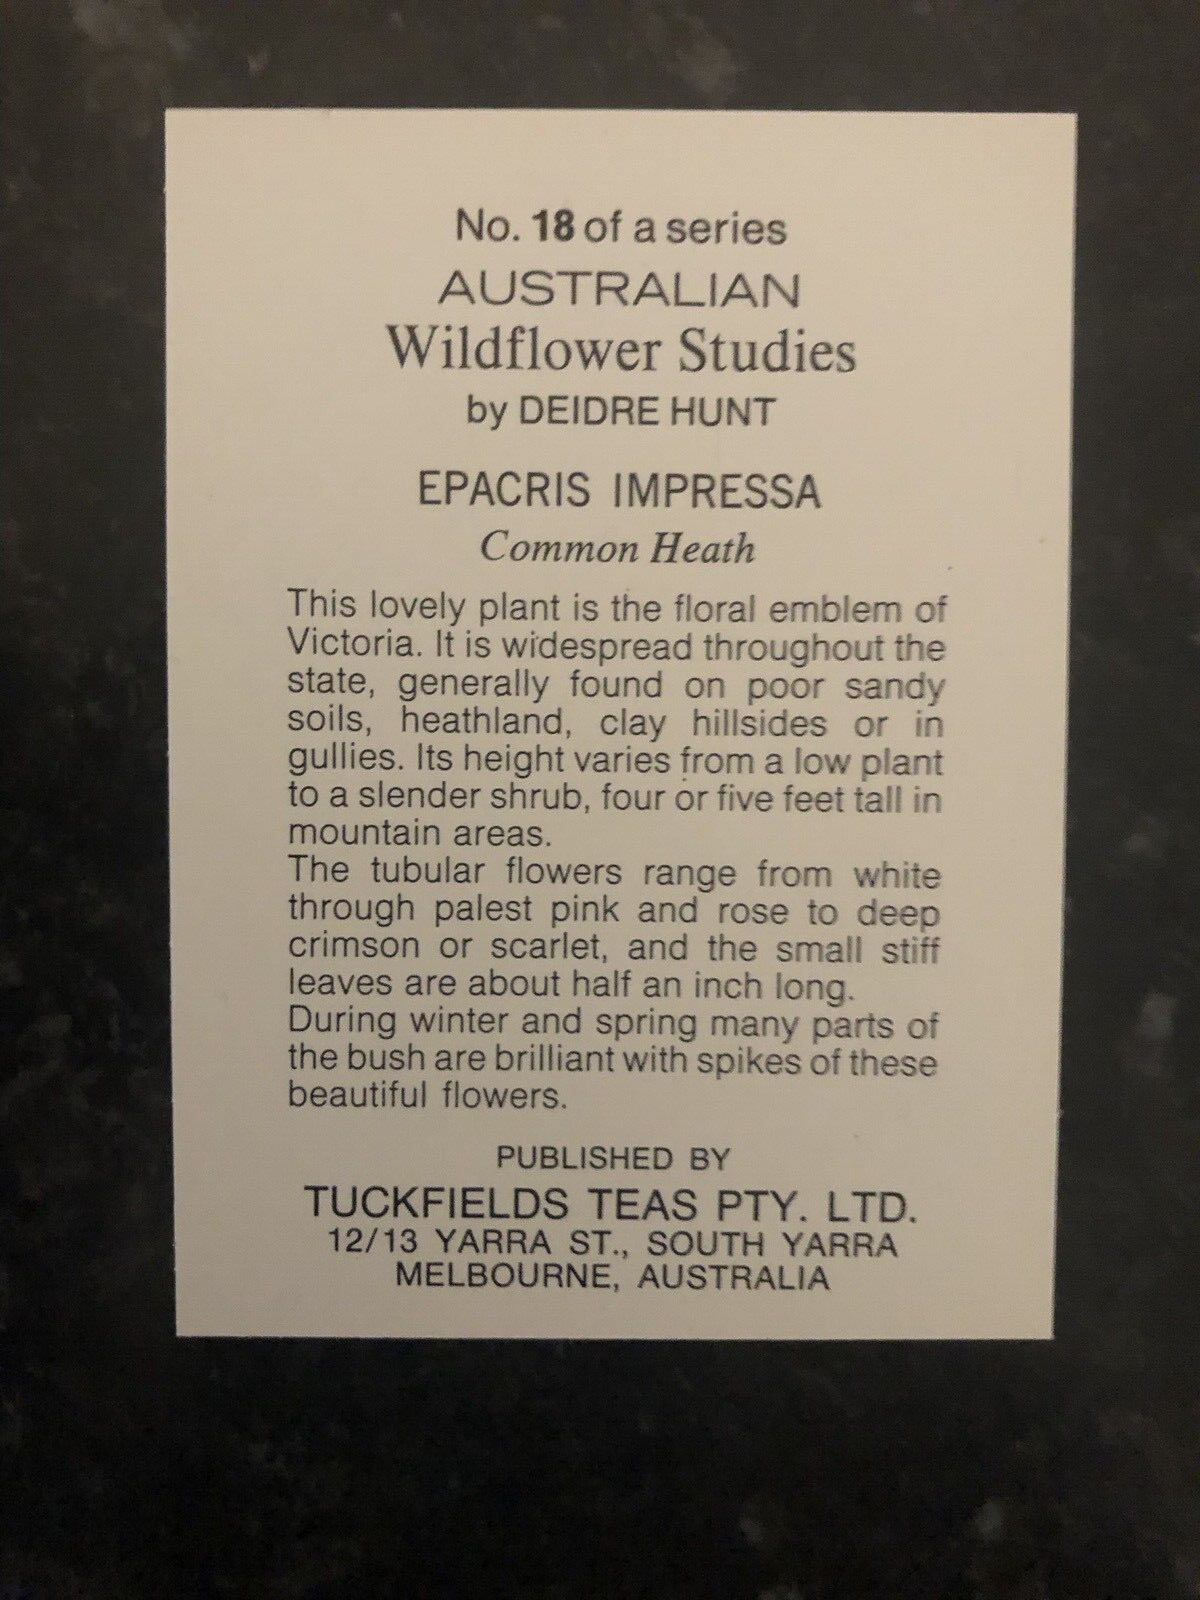 No. 18 of a series
AUSTRALIAN
Wildflower Studies
by DEIDRE HUNT
EPACRIS IMPRESSA
Common Heath
This lovely plant is the floral emblem of
Victoria. It is widespread throughout the
state, generally found on poor sandy
soils, heathland, clay hillsides or in
gullies. Its height varies from a low plant
to a slender shrub, four or five feet tall in
mountain areas.
The tubular flowers range from white
through palest pink and rose to deep
crimson or scarlet, and the small stiff
leaves are about half an inch long.
During winter and spring many parts of
the bush are brilliant with spikes of these
beautiful flowers.
PUBLISHED BY
TUCKFIELDS TEAS PTY. LTD.
12/13 YARRA ST., SOUTH YARRA
MELBOURNE, AUSTRALIA